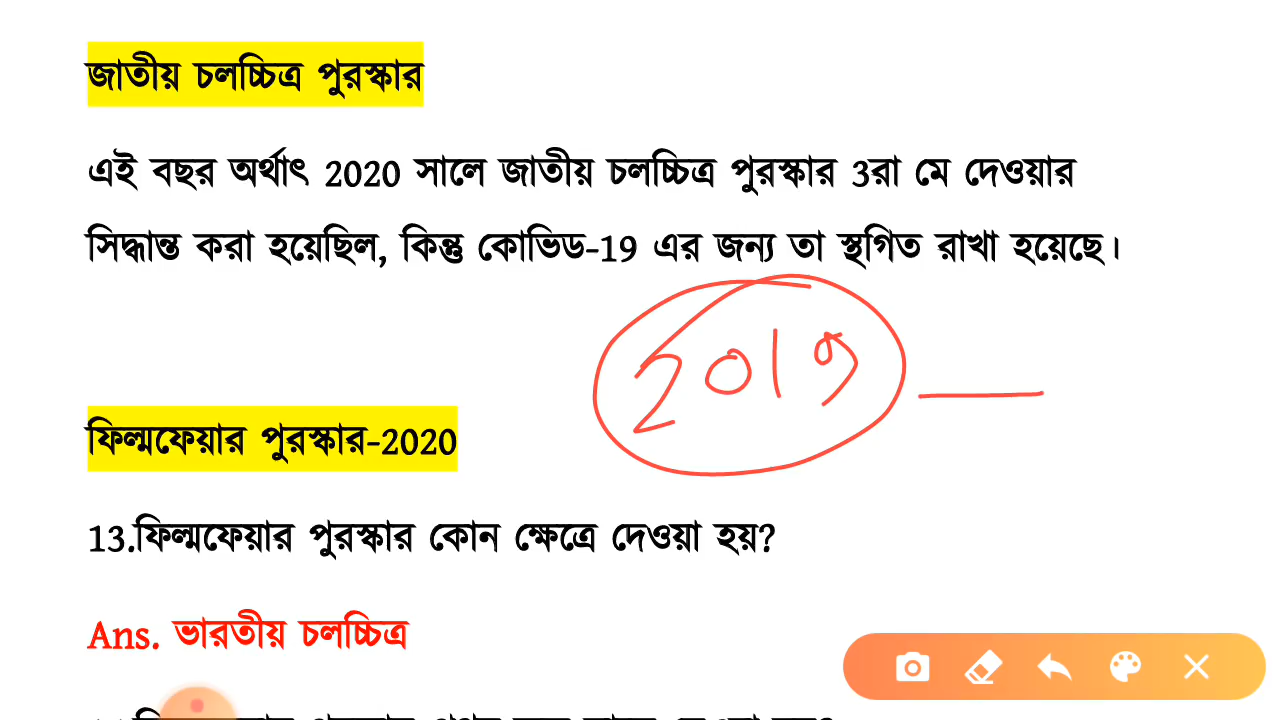 জাতীয় চলচ্চিত্র পুরস্কার
এই বছর অর্থাৎ 2020 সালে জাতীয় চলচ্চিত্র পুরস্কার 3রা মে দেওয়ার
সিদ্ধান্ত করা হয়েছিল, কিন্তু কোভিড-19 এর জন্য তা স্থগিত রাখা হয়েছে।
2019
ফিল্মফেয়ার পুরস্কার-2020
13.ফিল্মফেয়ার পুরস্কার কোন ক্ষেত্রে দেওয়া হয়?
Ans. ভারতীয় চলচ্চিত্র